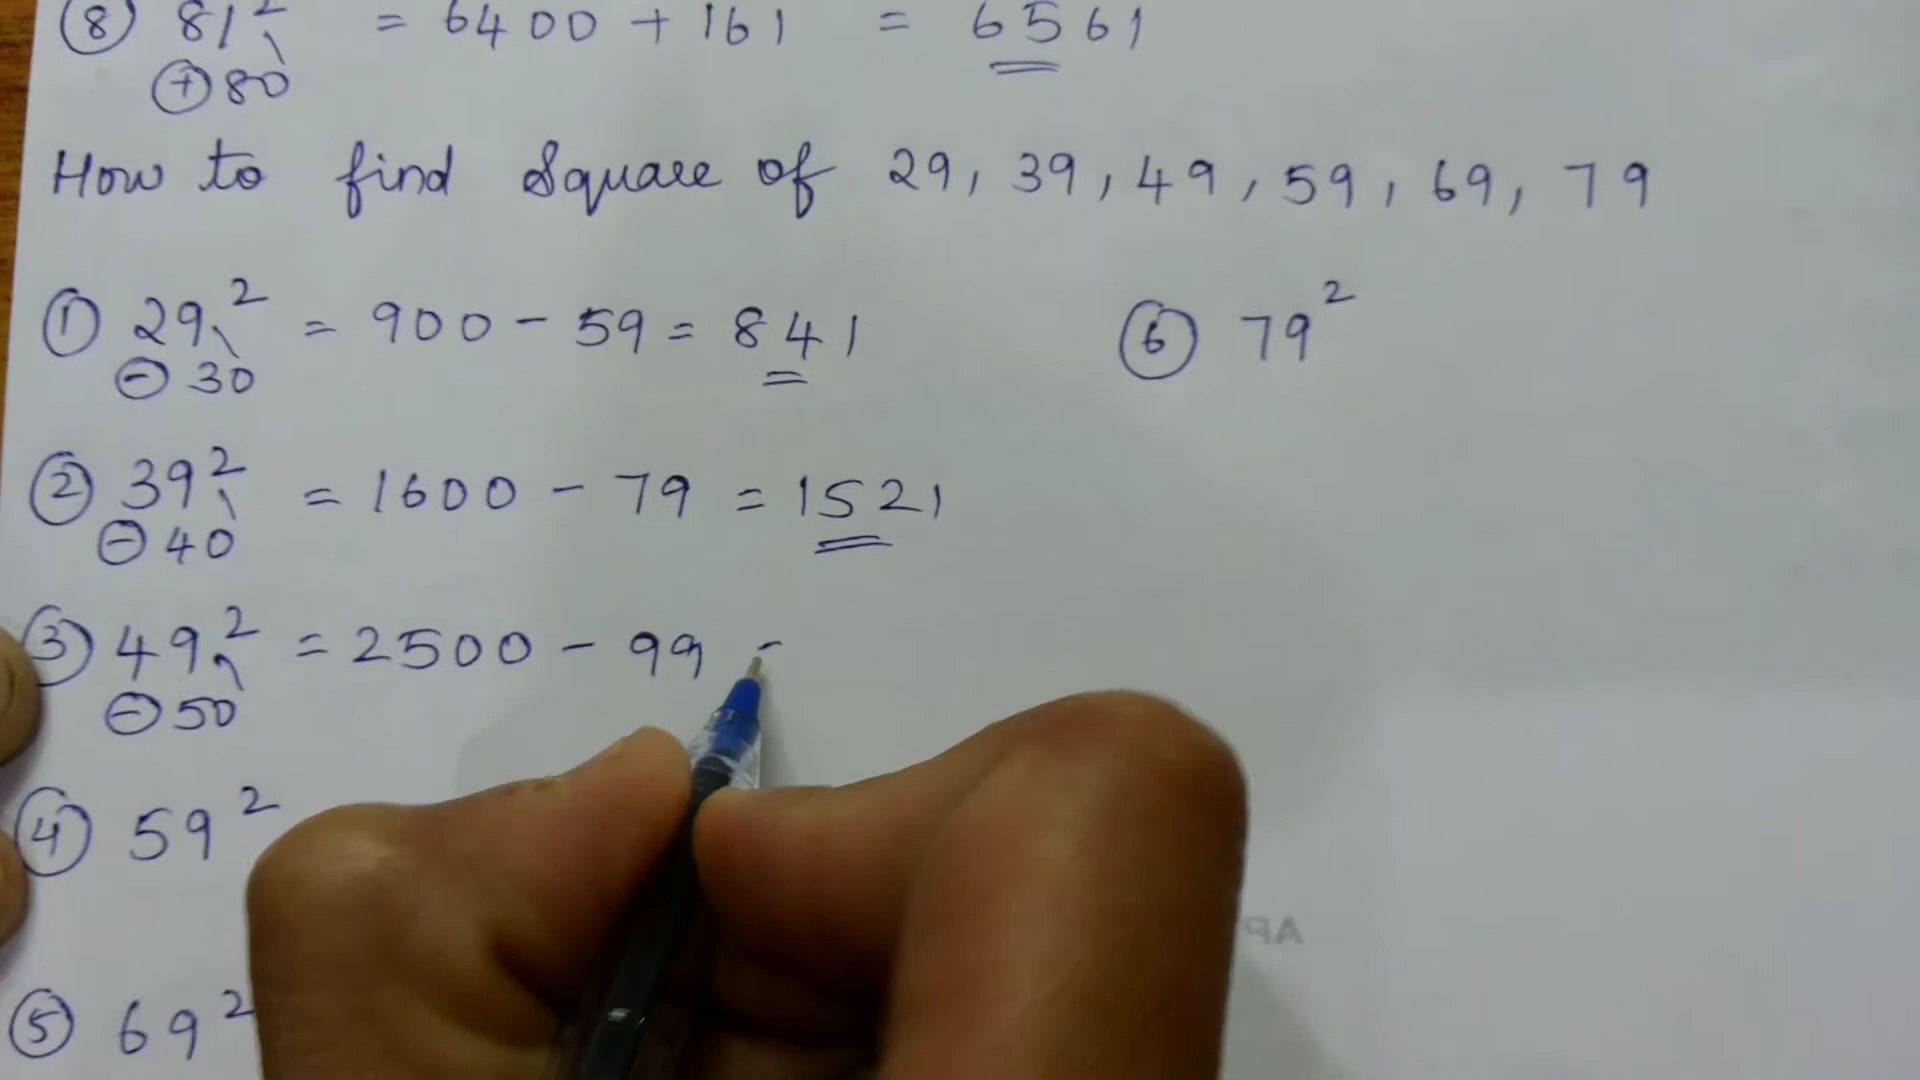 ⑧ 81² = 6400 + 161 = 6561
⊕ 80
How to find Square of 29, 39, 49, 59, 69, 79
① 29² = 900 - 59 = 841
⊖ 30
② 39² = 1600 - 79 = 1521
⊖ 40
③ 49² = 2500 - 99 -
⊖ 50
④ 59²
⑤ 69²
⑥ 79²